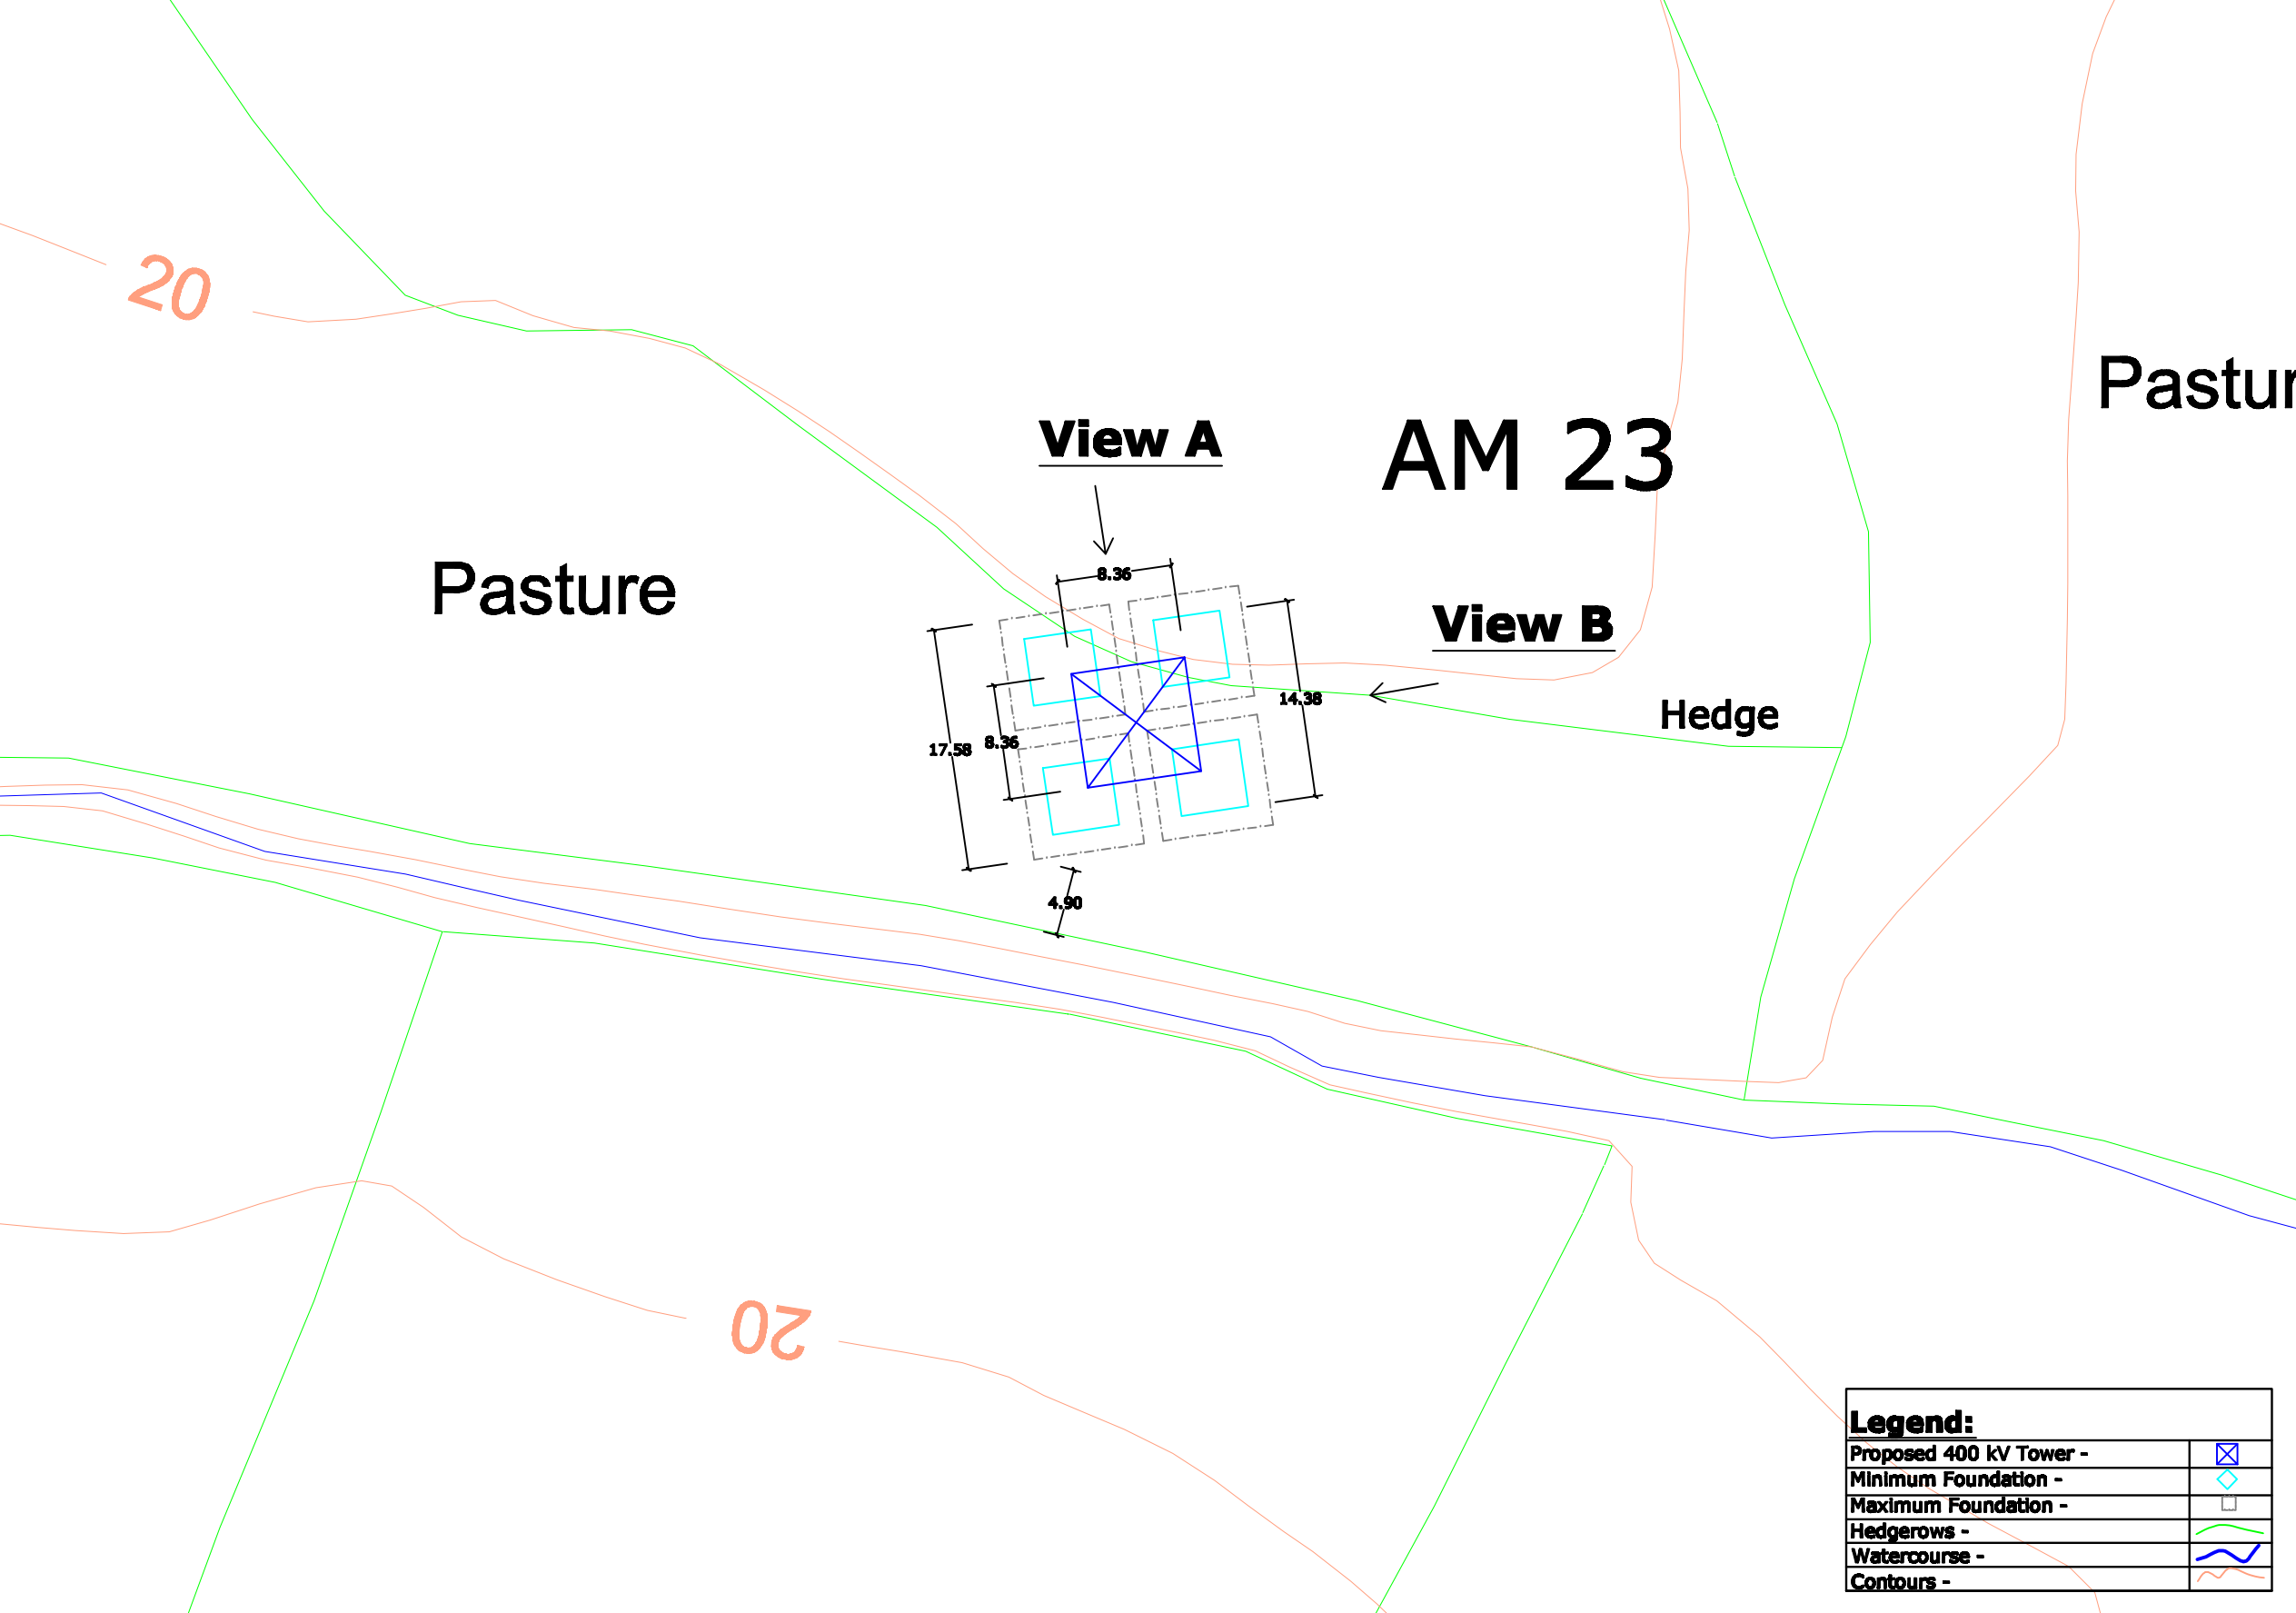 20
Pastur
View A
AM 23
Pasture
8.36
View B
14.38
Hedge
17.58
8.36
4.90
20
Legend:
Proposed 400 kV Tower -
Minimum Foundation -
Maximum Foundation -
Hedgerows -
Watercourse -
Contours -